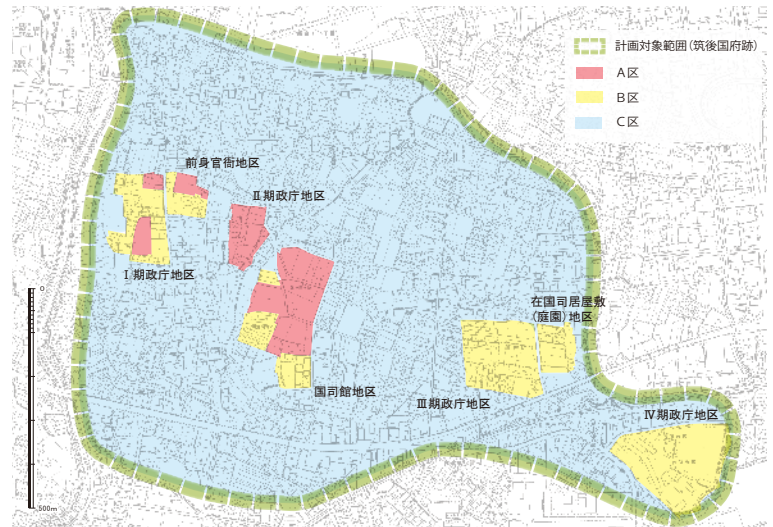 計画対象範囲(筑後国府跡)
A区
B区
C区
前身官衙地区
Ⅱ期政庁地区
Ⅰ期政庁地区
在国司居屋敷
(庭園)地区
国司館地区
Ⅲ期政庁地区
Ⅳ期政庁地区
0
500m